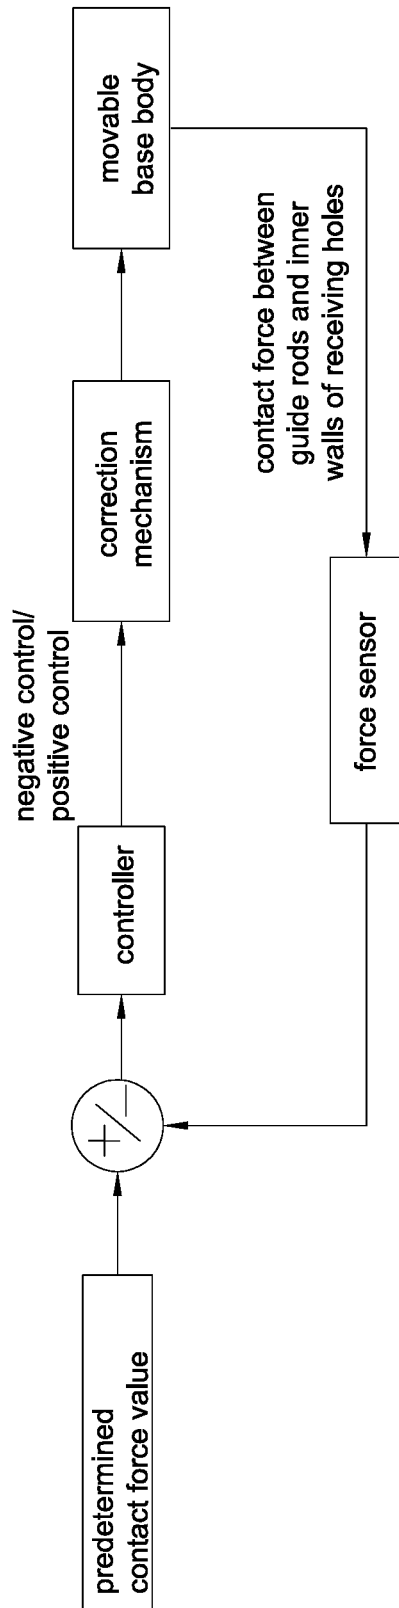 predetermined
contact force value
+/−
controller
negative control/
positive control
correction
mechanism
movable
base body
contact force between
guide rods and inner
walls of receiving holes
force sensor